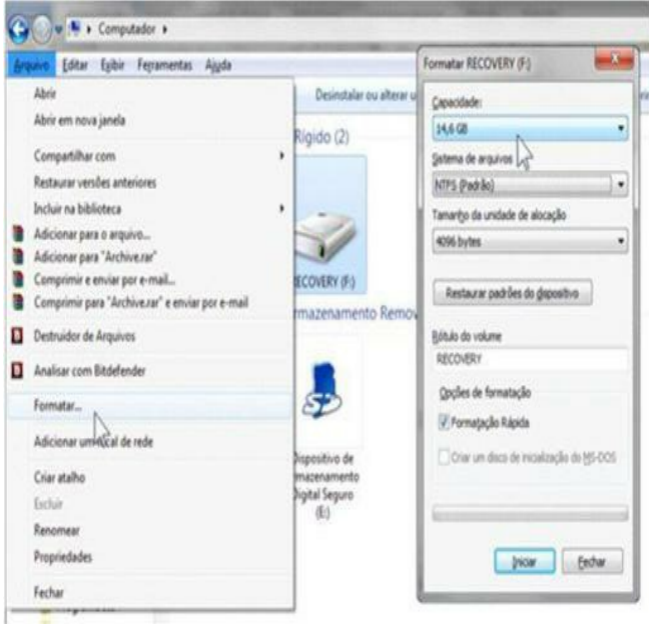 Computador
Arquivo Editar Exibir Ferramentas Ajuda
Desinstalar ou alterar u
Abrir
Abrir em nova janela
Compartilhar com
Restaurar versões anteriores
Incluir na biblioteca
Adicionar para o arquivo...
Adicionar para "Archive.rar"
Comprimir e enviar por e-mail...
Comprimir para "Archive.rar" e enviar por e-mail
Destruidor de Arquivos
Analisar com Bitdefender
Formatar...
Adicionar um local de rede
Criar atalho
Excluir
Renomear
Propriedades
Fechar
Rígido (2)
RECOVERY (F:)
rmazenamento Remov
Dispositivo de
mazenamento
Digital Seguro
(E:)
Formatar RECOVERY (F:)
Capacidade:
14,6 GB
Sistema de arquivos
NTFS (Padrão)
Tamanho da unidade de alocação
4096 bytes
Restaurar padrões do dispositivo
Rótulo do volume
RECOVERY
Opções de formatação
Formatação Rápida
Criar um disco de inicialização do MS-DOS
Iniciar Fechar